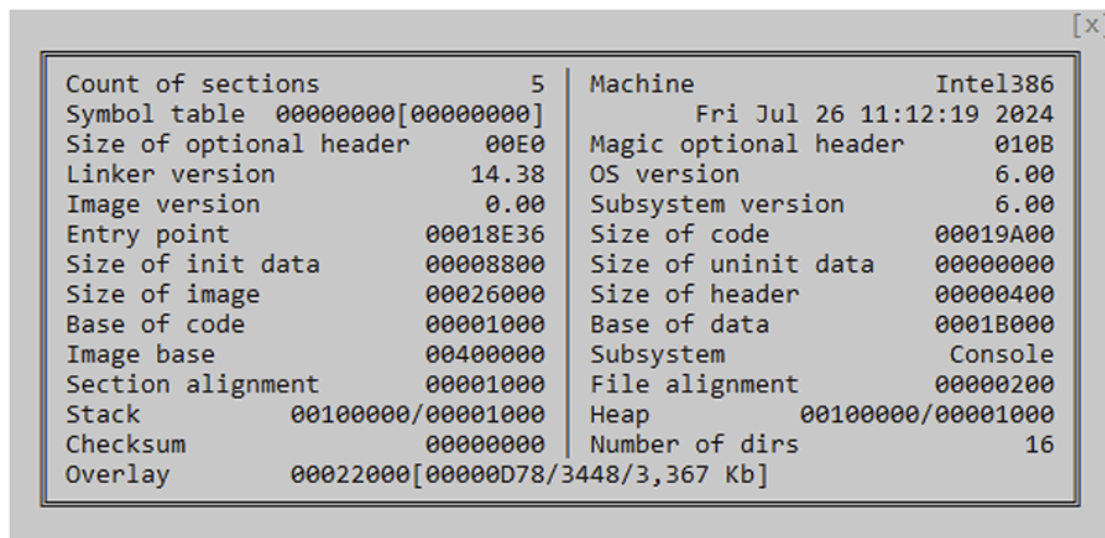 [x]
Count of sections 5 | Machine Intel386
Symbol table 00000000[00000000] | Fri Jul 26 11:12:19 2024
Size of optional header 00E0 | Magic optional header 010B
Linker version 14.38 | OS version 6.00
Image version 0.00 | Subsystem version 6.00
Entry point 00018E36 | Size of code 00019A00
Size of init data 00008800 | Size of uninit data 00000000
Size of image 00026000 | Size of header 00000400
Base of code 00001000 | Base of data 0001B000
Image base 00400000 | Subsystem Console
Section alignment 00001000 | File alignment 00000200
Stack 00100000/00001000 | Heap 00100000/00001000
Checksum 00000000 | Number of dirs 16
Overlay 00022000[00000D78/3448/3,367 Kb]